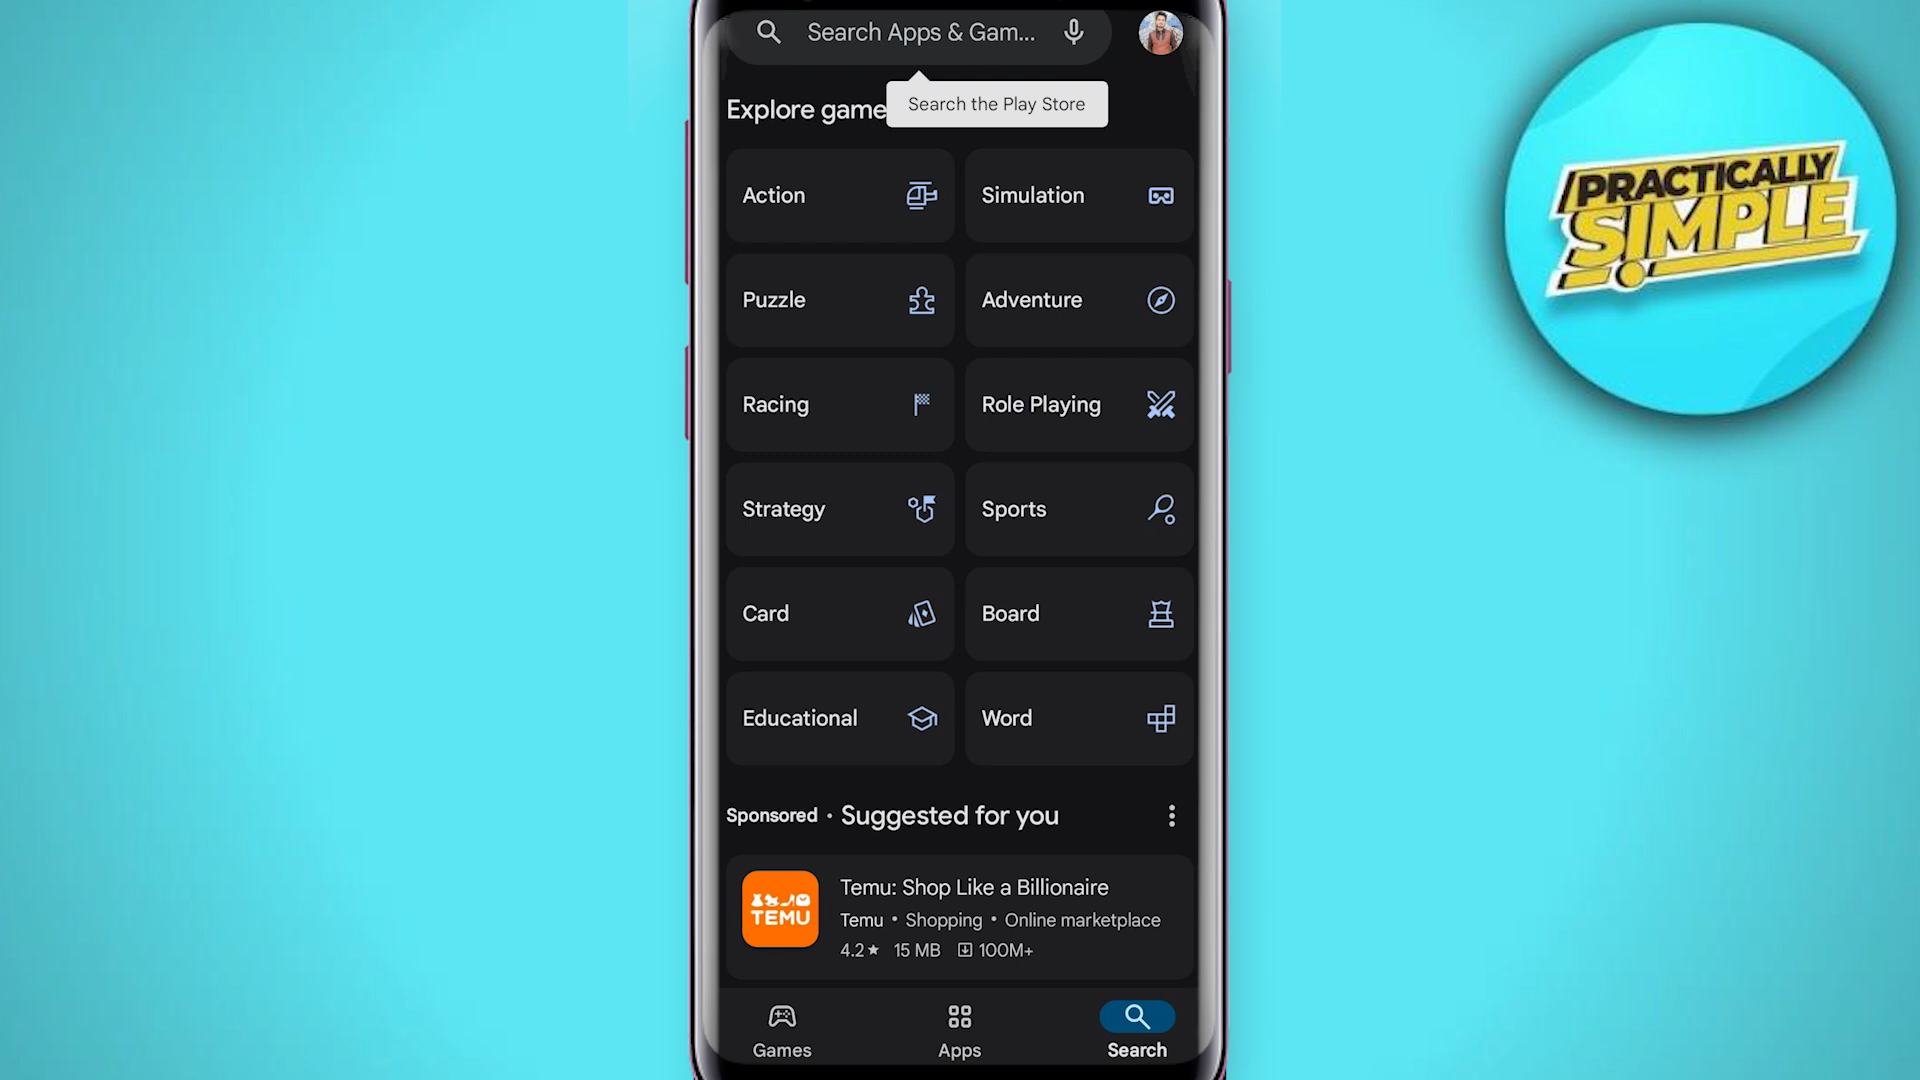 Search Apps & Gam...
Search the Play Store
Explore game
Action
Simulation
Puzzle
Adventure
Racing
Role Playing
Strategy
Sports
Card
Board
Educational
Word
Sponsored • Suggested for you
TEMU
Temu: Shop Like a Billionaire
Temu • Shopping • Online marketplace
4.2★ 15 MB 100M+
Games
Apps
Search
PRACTICALLY
SIMPLE